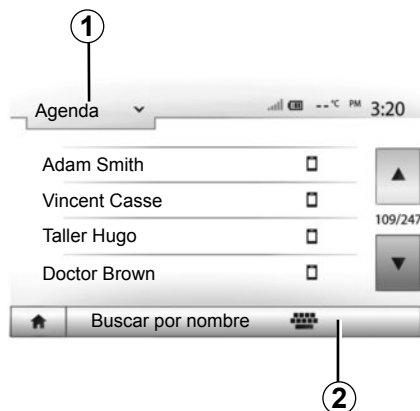 1
Agenda --°C PM 3:20
Adam Smith
Vincent Casse
Taller Hugo
109/247
Doctor Brown
Buscar por nombre
2